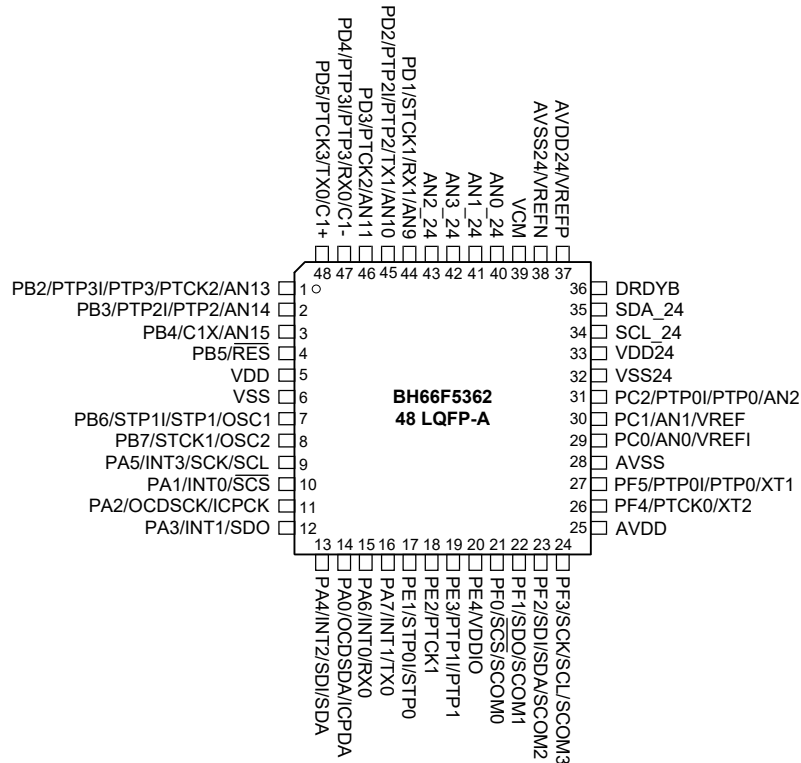 PD5/PTCK3/TX0/C1+
PD4/PTP3I/PTP3/RX0/C1-
PD3/PTCK2/AN11
PD2/PTP2I/PTP2/TX1/AN10
PD1/STCK1/RX1/AN9
AN2_24
AN3_24
AN1_24
AN0_24
VCM
AVSS24/VREFN
AVDD24/VREFP
48 47 46 45 44 43 42 41 40 39 38 37
PB2/PTP3I/PTP3/PTCK2/AN13 1
PB3/PTP2I/PTP2/AN14 2
PB4/C1X/AN15 3
PB5/RES 4
VDD 5
VSS 6
PB6/STP1I/STP1/OSC1 7
PB7/STCK1/OSC2 8
PA5/INT3/SCK/SCL 9
PA1/INT0/SCS 10
PA2/OCDSCK/ICPCK 11
PA3/INT1/SDO 12
BH66F5362
48 LQFP-A
36 DRDYB
35 SDA_24
34 SCL_24
33 VDD24
32 VSS24
31 PC2/PTP0I/PTP0/AN2
30 PC1/AN1/VREF
29 PC0/AN0/VREFI
28 AVSS
27 PF5/PTP0I/PTP0/XT1
26 PF4/PTCK0/XT2
25 AVDD
13 14 15 16 17 18 19 20 21 22 23 24
PA4/INT2/SDI/SDA
PA0/OCDSDA/ICPDA
PA6/INT0/RX0
PA7/INT1/TX0
PE1/STP0I/STP0
PE2/PTCK1
PE3/PTP1I/PTP1
PE4/VDDIO
PF0/SCS/SCOM0
PF1/SDO/SCOM1
PF2/SDI/SDA/SCOM2
PF3/SCK/SCL/SCOM3